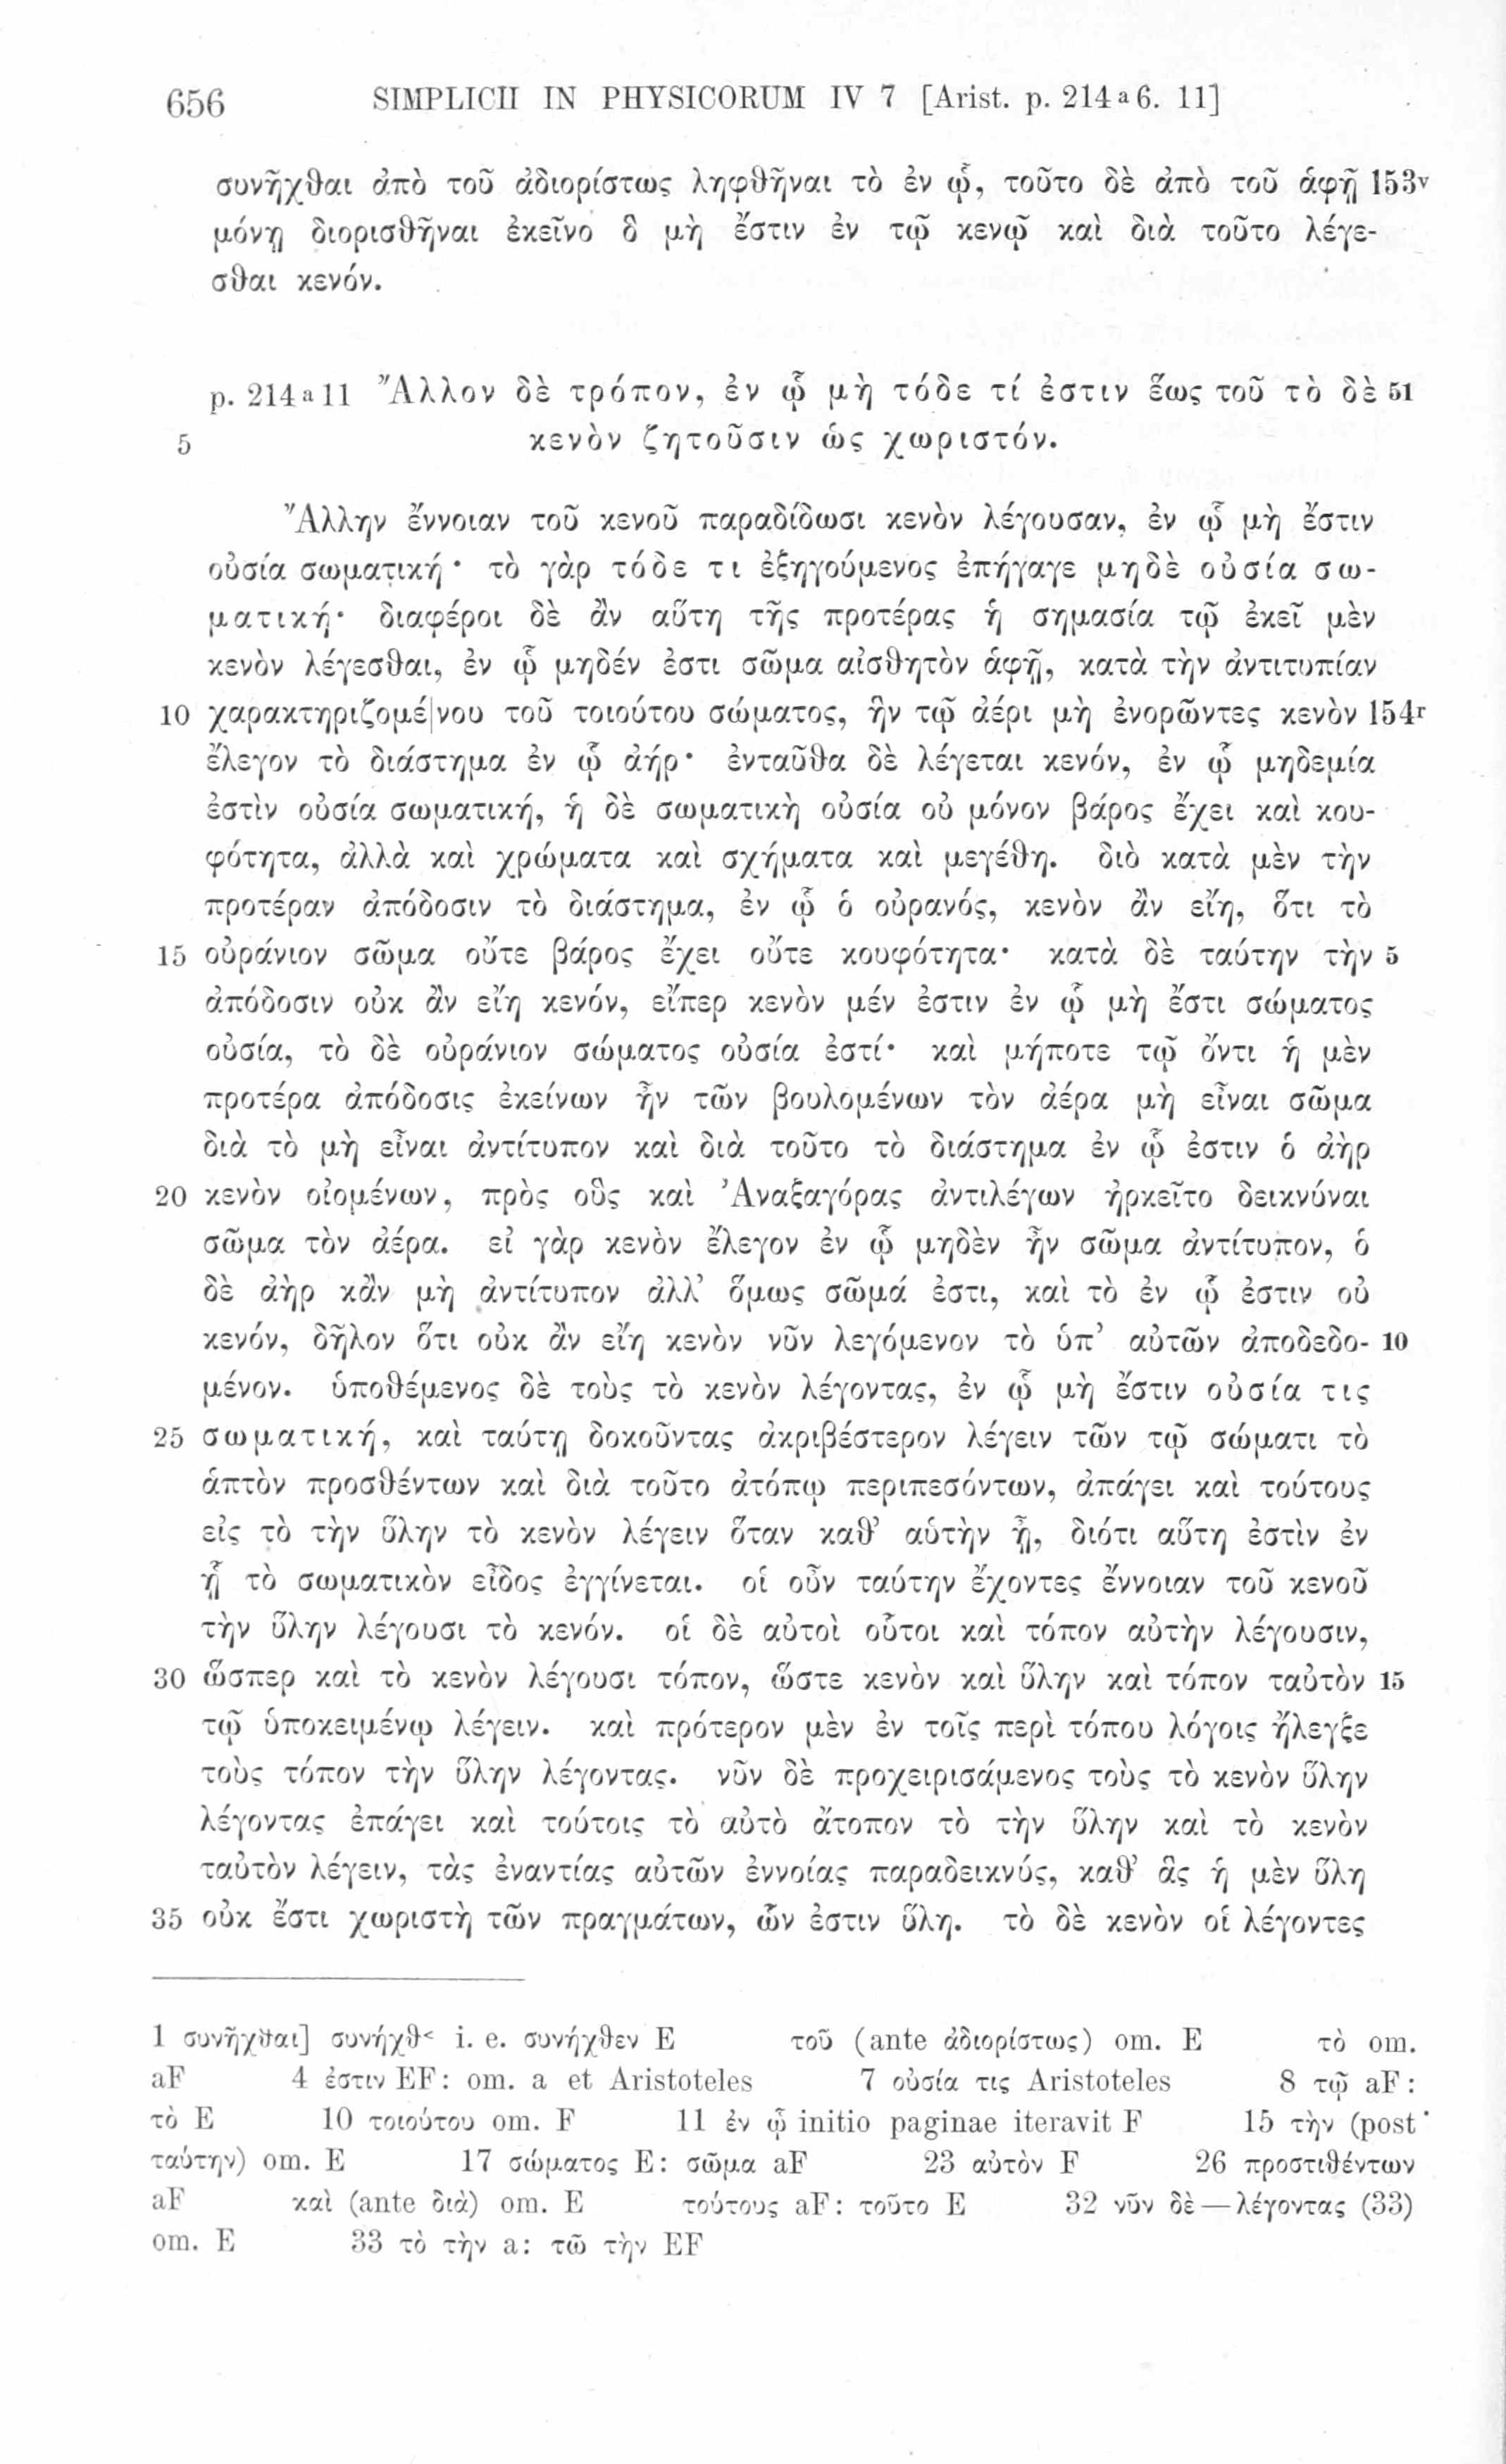 656 SIMPLICII IN PHYSICORUM IV 7 [Arist. p. 214 a 6. 11]
συνῆχθαι ἀπὸ τοῦ ἀδιορίστως ληφθῆναι τὸ ἐν ᾧ, τοῦτο δὲ ἀπὸ τοῦ ἁφῇ 153v
μόνῃ διορισθῆναι ἐκεῖνο ὃ μὴ ἔστιν ἐν τῷ κενῷ καὶ διὰ τοῦτο λέγε-
σθαι κενόν.
p. 214 a 11 Ἄλλον δὲ τρόπον, ἐν ᾧ μὴ τόδε τί ἐστιν ἕως τοῦ τὸ δὲ 51
5 κενὸν ζητοῦσιν ὡς χωριστόν.
Ἄλλην ἔννοιαν τοῦ κενοῦ παραδίδωσι κενὸν λέγουσαν, ἐν ᾧ μὴ ἔστιν
οὐσία σωματική· τὸ γὰρ τόδε τι ἐξηγούμενος ἐπήγαγε μηδὲ οὐσία σω-
ματική· διαφέροι δὲ ἂν αὕτη τῆς προτέρας ἡ σημασία τῷ ἐκεῖ μὲν
κενὸν λέγεσθαι, ἐν ᾧ μηδέν ἐστι σῶμα αἰσθητὸν ἁφῇ, κατὰ τὴν ἀντιτυπίαν
10 χαρακτηριζομέ|νου τοῦ τοιούτου σώματος, ἣν τῷ ἀέρι μὴ ἐνορῶντες κενὸν 154r
ἔλεγον τὸ διάστημα ἐν ᾧ ἀήρ· ἐνταῦθα δὲ λέγεται κενόν, ἐν ᾧ μηδεμία
ἐστὶν οὐσία σωματική, ἡ δὲ σωματικὴ οὐσία οὐ μόνον βάρος ἔχει καὶ κου-
φότητα, ἀλλὰ καὶ χρώματα καὶ σχήματα καὶ μεγέθη. διὸ κατὰ μὲν τὴν
προτέραν ἀπόδοσιν τὸ διάστημα, ἐν ᾧ ὁ οὐρανός, κενὸν ἂν εἴη, ὅτι τὸ
15 οὐράνιον σῶμα οὔτε βάρος ἔχει οὔτε κουφότητα· κατὰ δὲ ταύτην τὴν 5
ἀπόδοσιν οὐκ ἂν εἴη κενόν, εἴπερ κενὸν μέν ἐστιν ἐν ᾧ μὴ ἔστι σώματος
οὐσία, τὸ δὲ οὐράνιον σώματος οὐσία ἐστί· καὶ μήποτε τῷ ὄντι ἡ μὲν
προτέρα ἀπόδοσις ἐκείνων ἦν τῶν βουλομένων τὸν ἀέρα μὴ εἶναι σῶμα
διὰ τὸ μὴ εἶναι ἀντίτυπον καὶ διὰ τοῦτο τὸ διάστημα ἐν ᾧ ἐστιν ὁ ἀὴρ
20 κενὸν οἰομένων, πρὸς οὓς καὶ Ἀναξαγόρας ἀντιλέγων ἠρκεῖτο δεικνύναι
σῶμα τὸν ἀέρα. εἰ γὰρ κενὸν ἔλεγον ἐν ᾧ μηδὲν ἦν σῶμα ἀντίτυπον, ὁ
δὲ ἀὴρ κἂν μὴ ἀντίτυπον ἀλλ’ ὅμως σῶμά ἐστι, καὶ τὸ ἐν ᾧ ἐστιν οὐ
κενόν, δῆλον ὅτι οὐκ ἂν εἴη κενὸν νῦν λεγόμενον τὸ ὑπ’ αὐτῶν ἀποδεδο- 10
μένον. ὑποθέμενος δὲ τοὺς τὸ κενὸν λέγοντας, ἐν ᾧ μὴ ἔστιν οὐσία τις
25 σωματική, καὶ ταύτῃ δοκοῦντας ἀκριβέστερον λέγειν τῶν τῷ σώματι τὸ
ἁπτὸν προσθέντων καὶ διὰ τοῦτο ἀτόπῳ περιπεσόντων, ἀπάγει καὶ τούτους
εἰς τὸ τὴν ὕλην τὸ κενὸν λέγειν ὅταν καθ’ αὑτὴν ᾖ, διότι αὕτη ἐστὶν ἐν
ᾗ τὸ σωματικὸν εἶδος ἐγγίνεται. οἱ οὖν ταύτην ἔχοντες ἔννοιαν τοῦ κενοῦ
τὴν ὕλην λέγουσι τὸ κενόν. οἱ δὲ αὐτοὶ οὗτοι καὶ τόπον αὐτὴν λέγουσιν,
30 ὥσπερ καὶ τὸ κενὸν λέγουσι τόπον, ὥστε κενὸν καὶ ὕλην καὶ τόπον ταὐτὸν 15
τῷ ὑποκειμένῳ λέγειν. καὶ πρότερον μὲν ἐν τοῖς περὶ τόπου λόγοις ἤλεγξε
τοὺς τόπον τὴν ὕλην λέγοντας. νῦν δὲ προχειρισάμενος τοὺς τὸ κενὸν ὕλην
λέγοντας ἐπάγει καὶ τούτοις τὸ αὐτὸ ἄτοπον τὸ τὴν ὕλην καὶ τὸ κενὸν
ταὐτὸν λέγειν, τὰς ἐναντίας αὐτῶν ἐννοίας παραδεικνύς, καθ’ ἃς ἡ μὲν ὕλη
35 οὐκ ἔστι χωριστὴ τῶν πραγμάτων, ὧν ἐστιν ὕλη. τὸ δὲ κενὸν οἱ λέγοντες
1 συνῆχθαι] συνήχθ< i. e. συνήχθεν E τοῦ (ante ἀδιορίστως) om. E τὸ om.
aF 4 ἐστιν EF: om. a et Aristoteles 7 οὐσία τις Aristoteles 8 τῷ aF:
τὸ E 10 τοιούτου om. F 11 ἐν ᾧ initio paginae iteravit F 15 τὴν (post
ταύτην) om. E 17 σώματος E: σῶμα aF 23 αὐτὸν F 26 προστιθέντων
aF καὶ (ante διὰ) om. E τούτους aF: τοῦτο E 32 νῦν δὲ — λέγοντας (33)
om. E 33 τὸ τὴν a: τῶ τὴν EF